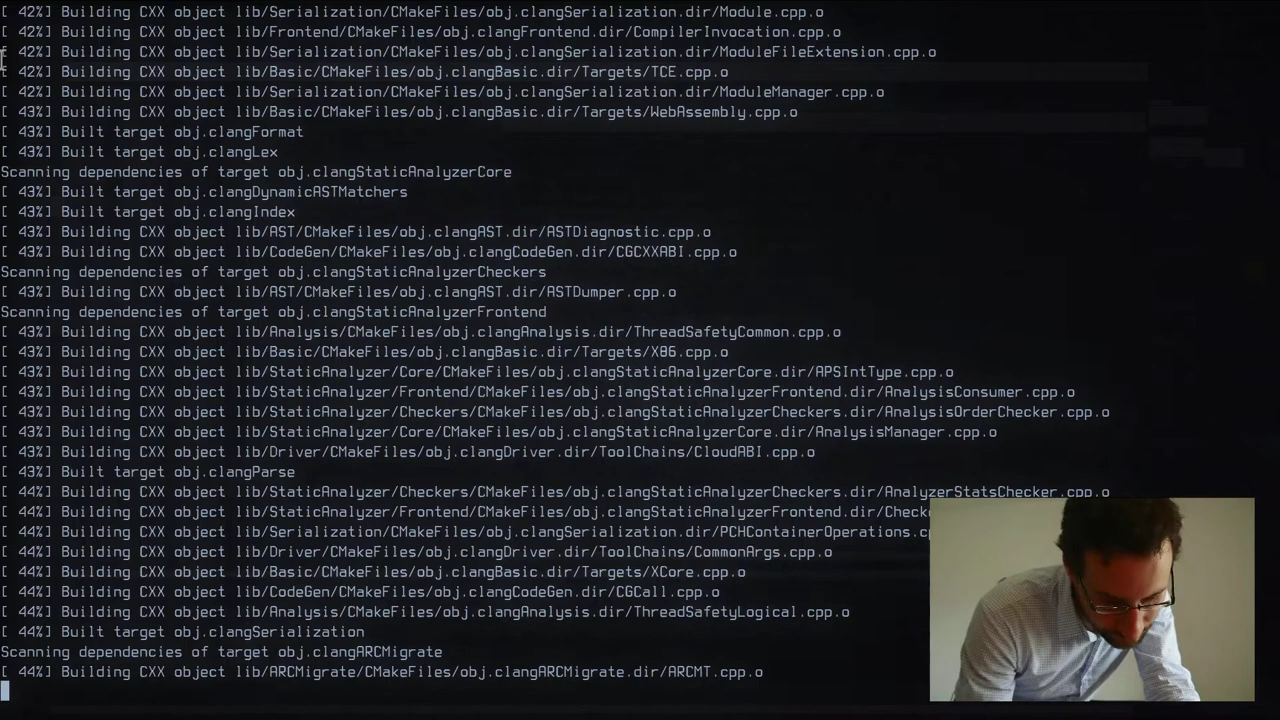 [ 42%] Building CXX object lib/Serialization/CMakeFiles/obj.clangSerialization.dir/Module.cpp.o
[ 42%] Building CXX object lib/Frontend/CMakeFiles/obj.clangFrontend.dir/CompilerInvocation.cpp.o
[ 42%] Building CXX object lib/Serialization/CMakeFiles/obj.clangSerialization.dir/ModuleFileExtension.cpp.o
[ 42%] Building CXX object lib/Basic/CMakeFiles/obj.clangBasic.dir/Targets/TCE.cpp.o
[ 42%] Building CXX object lib/Serialization/CMakeFiles/obj.clangSerialization.dir/ModuleManager.cpp.o
[ 43%] Building CXX object lib/Basic/CMakeFiles/obj.clangBasic.dir/Targets/WebAssembly.cpp.o
[ 43%] Built target obj.clangFormat
[ 43%] Built target obj.clangLex
Scanning dependencies of target obj.clangStaticAnalyzerCore
[ 43%] Built target obj.clangDynamicASTMatchers
[ 43%] Built target obj.clangIndex
[ 43%] Building CXX object lib/AST/CMakeFiles/obj.clangAST.dir/ASTDiagnostic.cpp.o
[ 43%] Building CXX object lib/CodeGen/CMakeFiles/obj.clangCodeGen.dir/CGCXXABI.cpp.o
Scanning dependencies of target obj.clangStaticAnalyzerCheckers
[ 43%] Building CXX object lib/AST/CMakeFiles/obj.clangAST.dir/ASTDumper.cpp.o
Scanning dependencies of target obj.clangStaticAnalyzerFrontend
[ 43%] Building CXX object lib/Analysis/CMakeFiles/obj.clangAnalysis.dir/ThreadSafetyCommon.cpp.o
[ 43%] Building CXX object lib/Basic/CMakeFiles/obj.clangBasic.dir/Targets/X86.cpp.o
[ 43%] Building CXX object lib/StaticAnalyzer/Core/CMakeFiles/obj.clangStaticAnalyzerCore.dir/APSIntType.cpp.o
[ 43%] Building CXX object lib/StaticAnalyzer/Frontend/CMakeFiles/obj.clangStaticAnalyzerFrontend.dir/AnalysisConsumer.cpp.o
[ 43%] Building CXX object lib/StaticAnalyzer/Checkers/CMakeFiles/obj.clangStaticAnalyzerCheckers.dir/AnalysisOrderChecker.cpp.o
[ 43%] Building CXX object lib/StaticAnalyzer/Core/CMakeFiles/obj.clangStaticAnalyzerCore.dir/AnalysisManager.cpp.o
[ 43%] Building CXX object lib/Driver/CMakeFiles/obj.clangDriver.dir/ToolChains/CloudABI.cpp.o
[ 43%] Built target obj.clangParse
[ 44%] Building CXX object lib/StaticAnalyzer/Checkers/CMakeFiles/obj.clangStaticAnalyzerCheckers.dir/AnalyzerStatsChecker.cpp.o
[ 44%] Building CXX object lib/StaticAnalyzer/Frontend/CMakeFiles/obj.clangStaticAnalyzerFrontend.dir/Check
[ 44%] Building CXX object lib/Serialization/CMakeFiles/obj.clangSerialization.dir/PCHContainerOperations.c
[ 44%] Building CXX object lib/Driver/CMakeFiles/obj.clangDriver.dir/ToolChains/CommonArgs.cpp.o
[ 44%] Building CXX object lib/Basic/CMakeFiles/obj.clangBasic.dir/Targets/XCore.cpp.o
[ 44%] Building CXX object lib/CodeGen/CMakeFiles/obj.clangCodeGen.dir/CGCall.cpp.o
[ 44%] Building CXX object lib/Analysis/CMakeFiles/obj.clangAnalysis.dir/ThreadSafetyLogical.cpp.o
[ 44%] Built target obj.clangSerialization
Scanning dependencies of target obj.clangARCMigrate
[ 44%] Building CXX object lib/ARCMigrate/CMakeFiles/obj.clangARCMigrate.dir/ARCMT.cpp.o